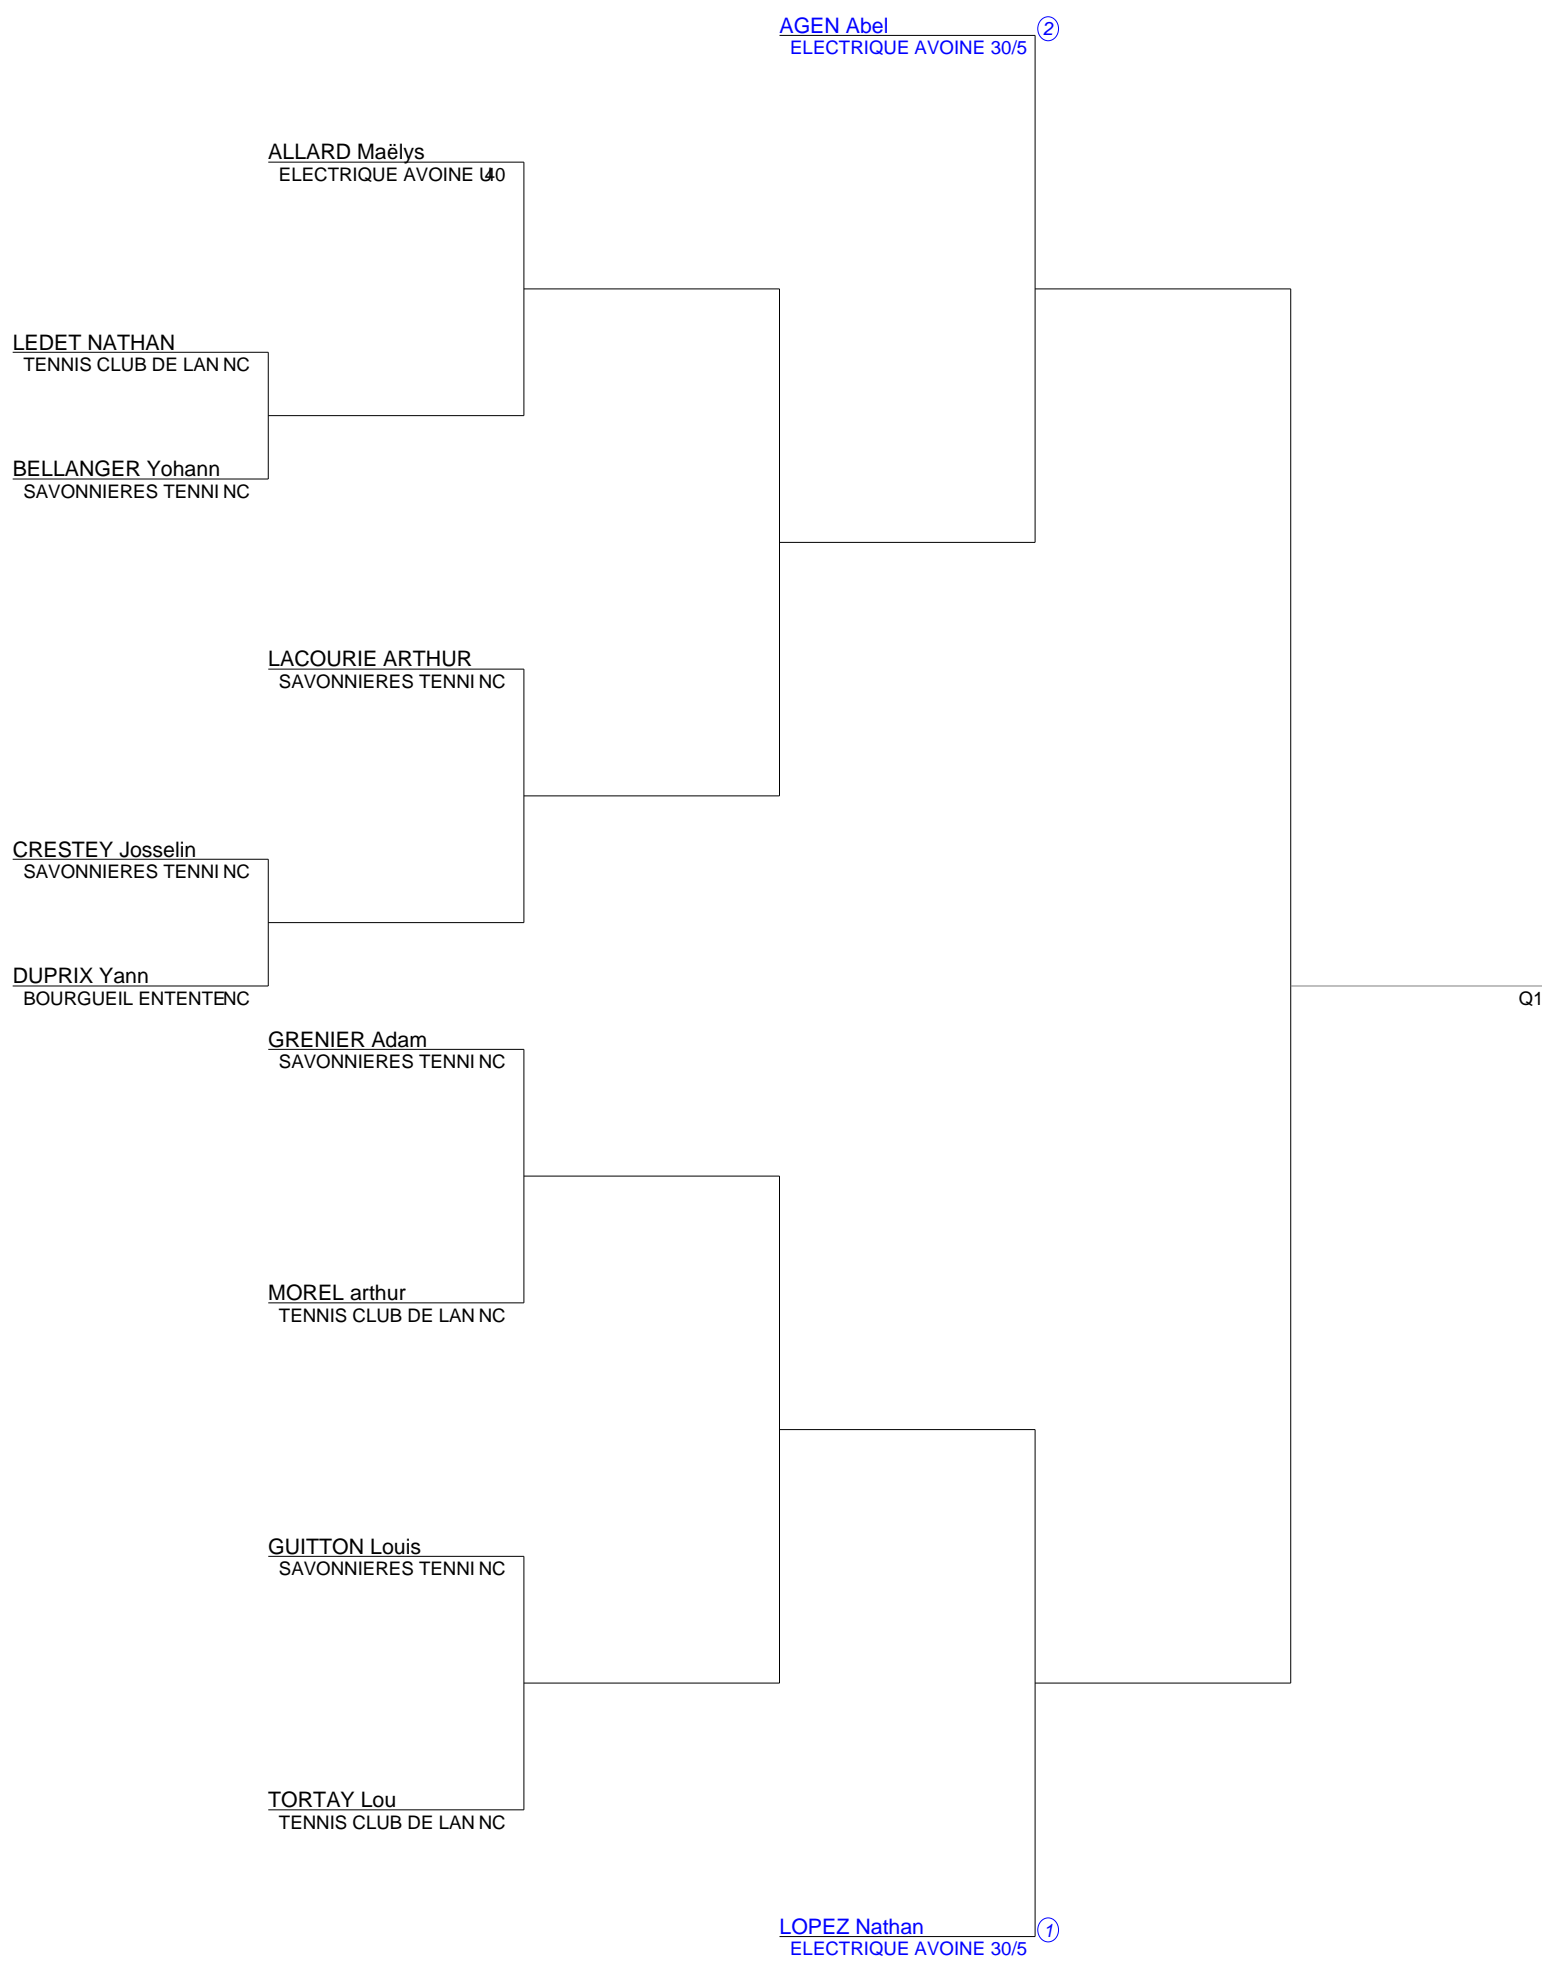 AGEN Abel 2
ELECTRIQUE AVOINE 30/5
ALLARD Maëlys
ELECTRIQUE AVOINE U 40
LEDET NATHAN
TENNIS CLUB DE LAN NC
BELLANGER Yohann
SAVONNIERES TENNI NC
LACOURIE ARTHUR
SAVONNIERES TENNI NC
CRESTEY Josselin
SAVONNIERES TENNI NC
DUPRIX Yann
BOURGUEIL ENTENTE NC
Q1
GRENIER Adam
SAVONNIERES TENNI NC
MOREL arthur
TENNIS CLUB DE LAN NC
GUITTON Louis
SAVONNIERES TENNI NC
TORTAY Lou
TENNIS CLUB DE LAN NC
LOPEZ Nathan 1
ELECTRIQUE AVOINE 30/5